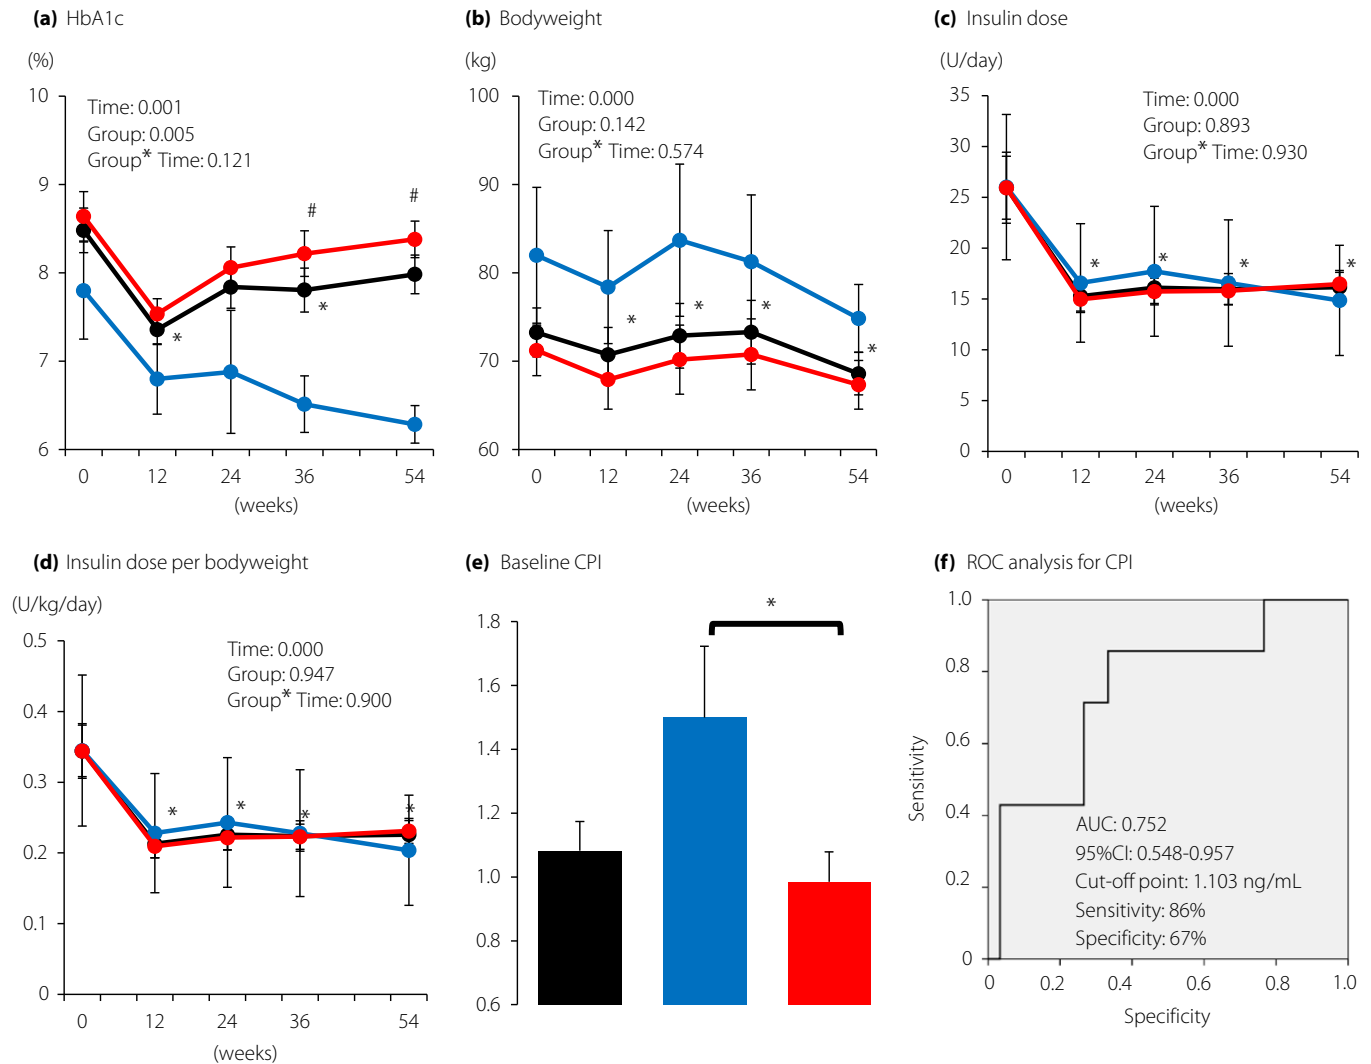 (a) HbA1c
(%)
10
9
8
7
6
Time: 0.001
Group: 0.005
Group* Time: 0.121
#
#
*
*
0 12 24 36 54
(weeks)
(b) Bodyweight
(kg)
100
90
80
70
60
Time: 0.000
Group: 0.142
Group* Time: 0.574
* * * *
0 12 24 36 54
(weeks)
(c) Insulin dose
(U/day)
35
30
25
20
15
10
5
0
Time: 0.000
Group: 0.893
Group* Time: 0.930
* * * *
0 12 24 36 54
(weeks)
(d) Insulin dose per bodyweight
(U/kg/day)
0.5
0.4
0.3
0.2
0.1
0
Time: 0.000
Group: 0.947
Group* Time: 0.900
* * * *
0 12 24 36 54
(weeks)
(e) Baseline CPI
1.8
1.6
1.4
1.2
1.0
0.8
0.6
*
(f) ROC analysis for CPI
1.0
0.8
0.6
0.4
0.2
0
Sensitivity
AUC: 0.752
95%CI: 0.548-0.957
Cut-off point: 1.103 ng/mL
Sensitivity: 86%
Specificity: 67%
0 0.2 0.4 0.6 0.8 1.0
Specificity